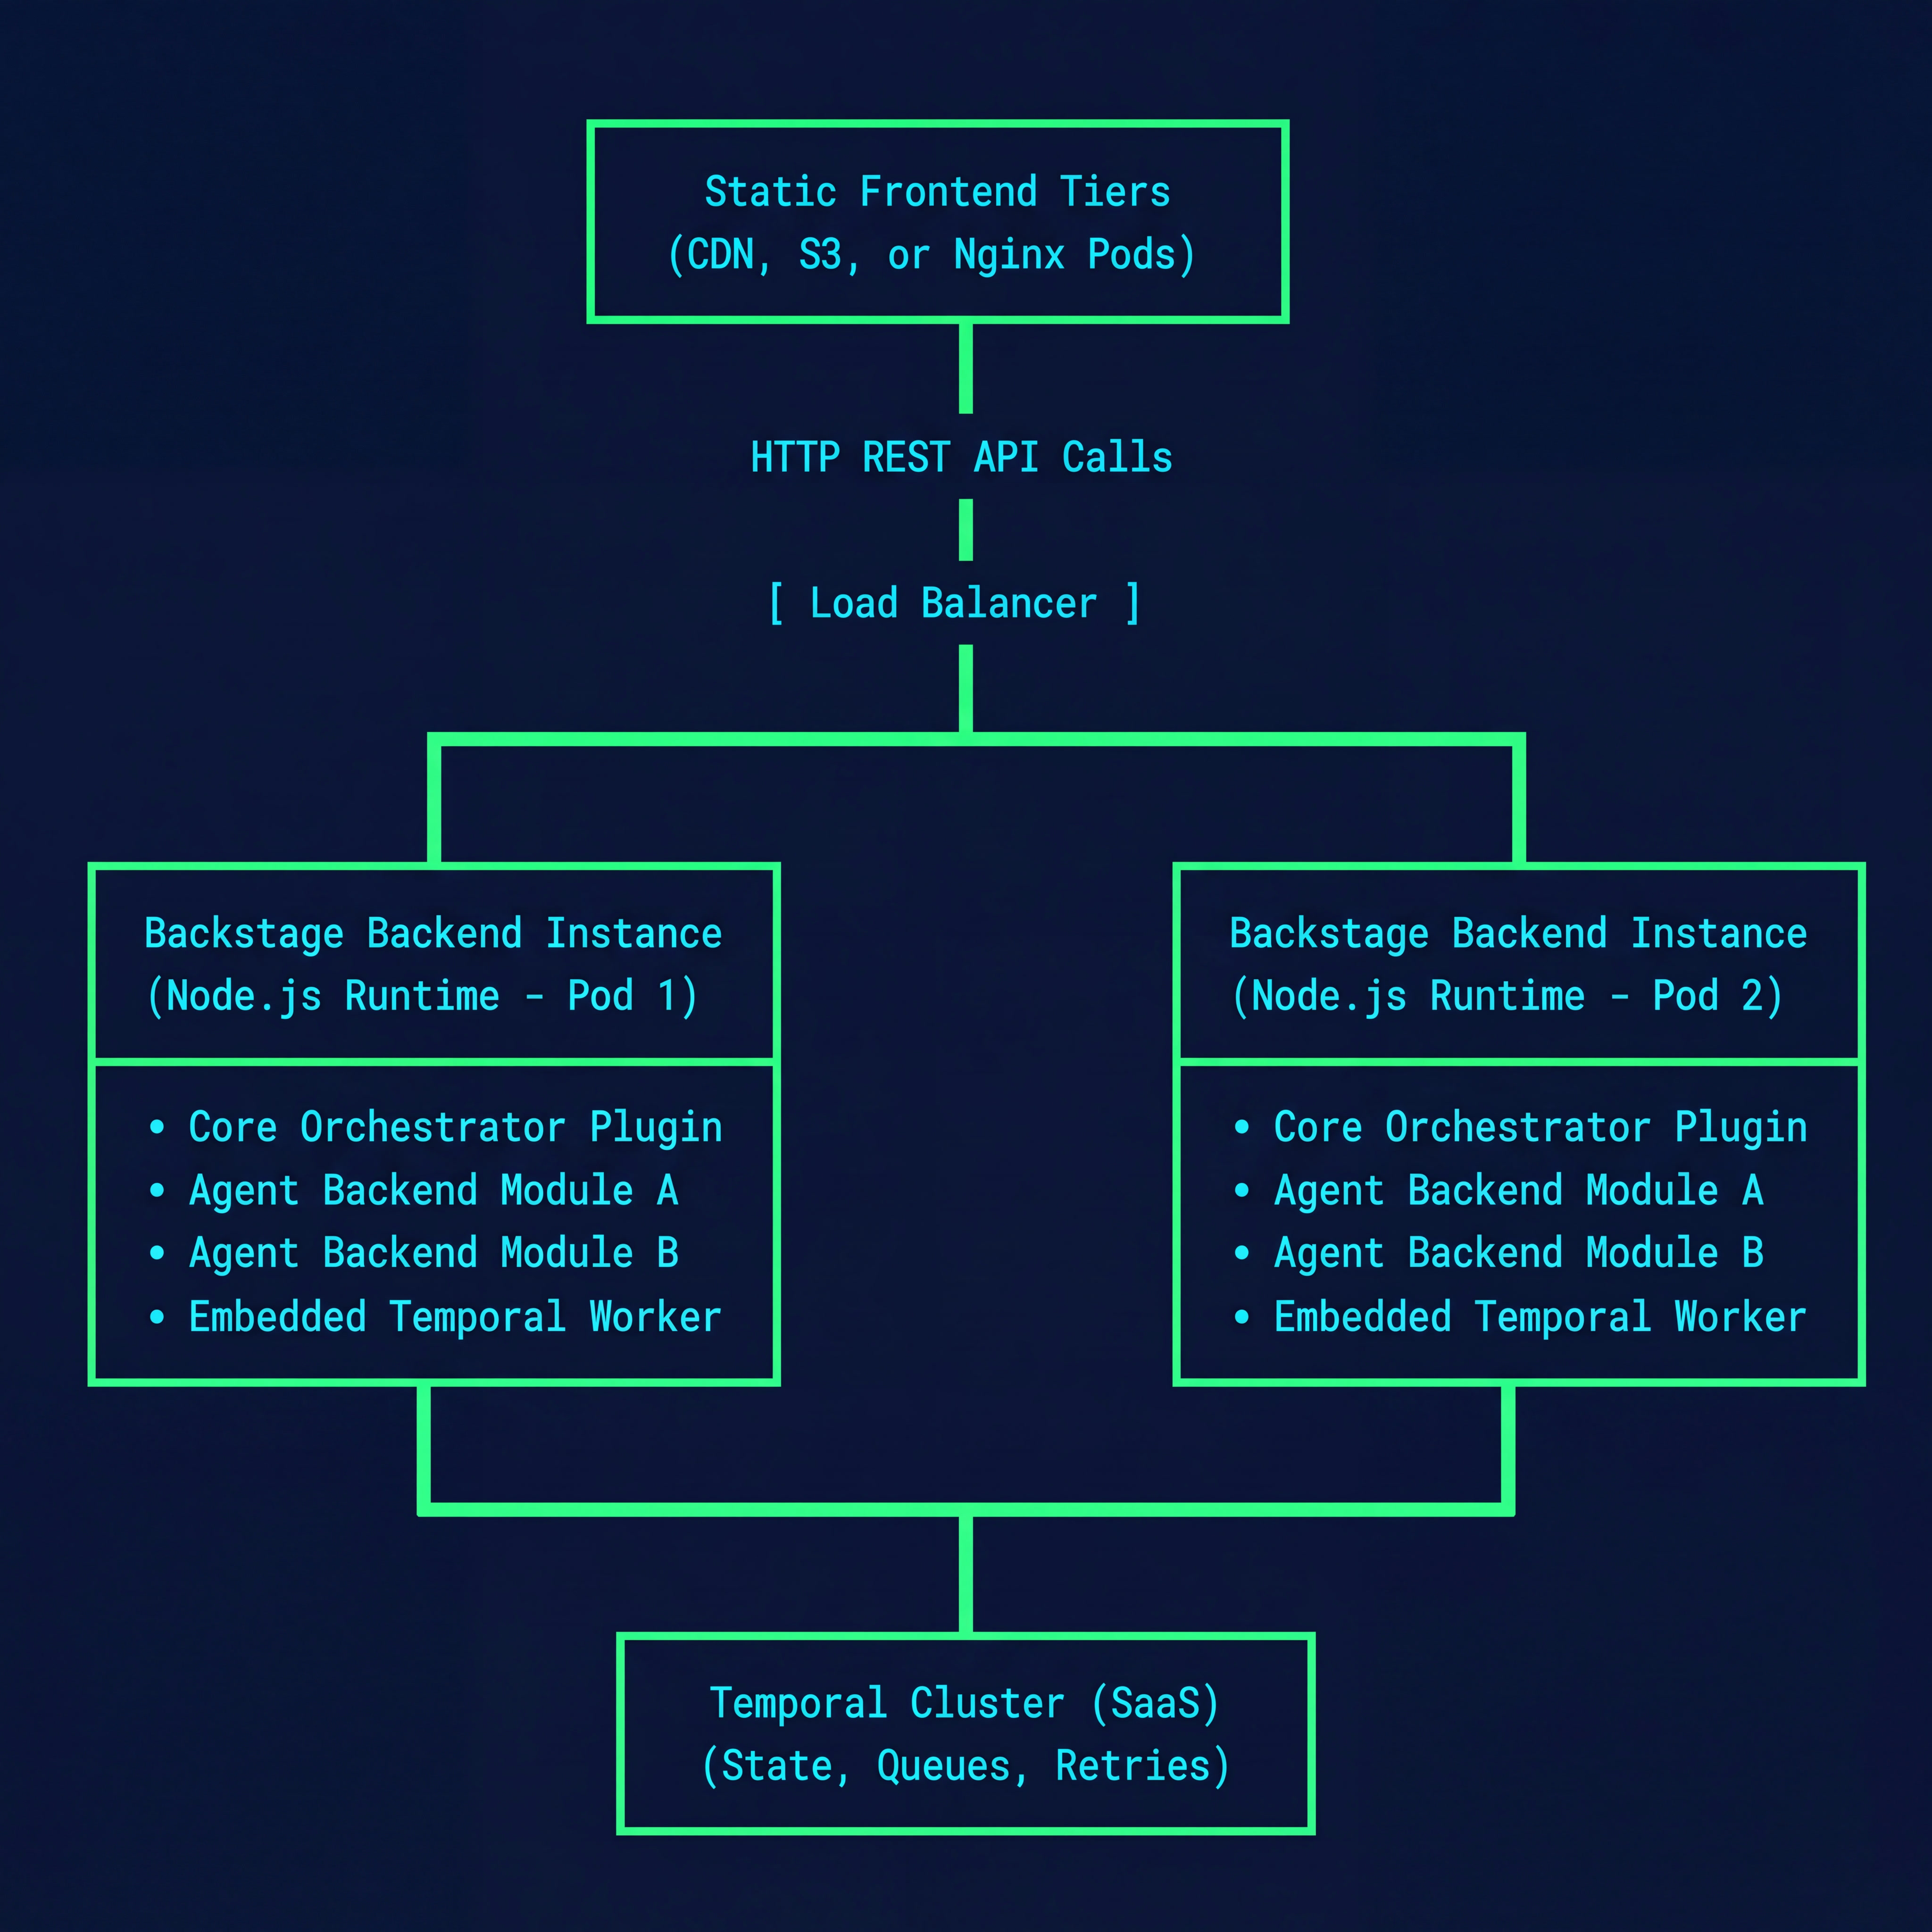 Static Frontend Tiers
(CDN, S3, or Nginx Pods)
HTTP REST API Calls
[ Load Balancer ]
Backstage Backend Instance
(Node.js Runtime - Pod 1)
• Core Orchestrator Plugin
• Agent Backend Module A
• Agent Backend Module B
• Embedded Temporal Worker
Backstage Backend Instance
(Node.js Runtime - Pod 2)
• Core Orchestrator Plugin
• Agent Backend Module A
• Agent Backend Module B
• Embedded Temporal Worker
Temporal Cluster (SaaS)
(State, Queues, Retries)